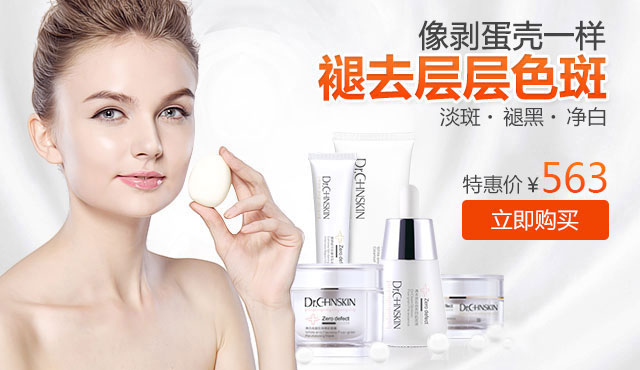 像剥蛋壳一样
褪去层层色斑
淡斑·褪黑·净白
特惠价¥563
立即购买
Dr.CHNSKIN
Dr.CHNSKIN
Zero defect
Dr.CHNSKIN
Zero defect
Dr.CHNSKIN
Zero defect